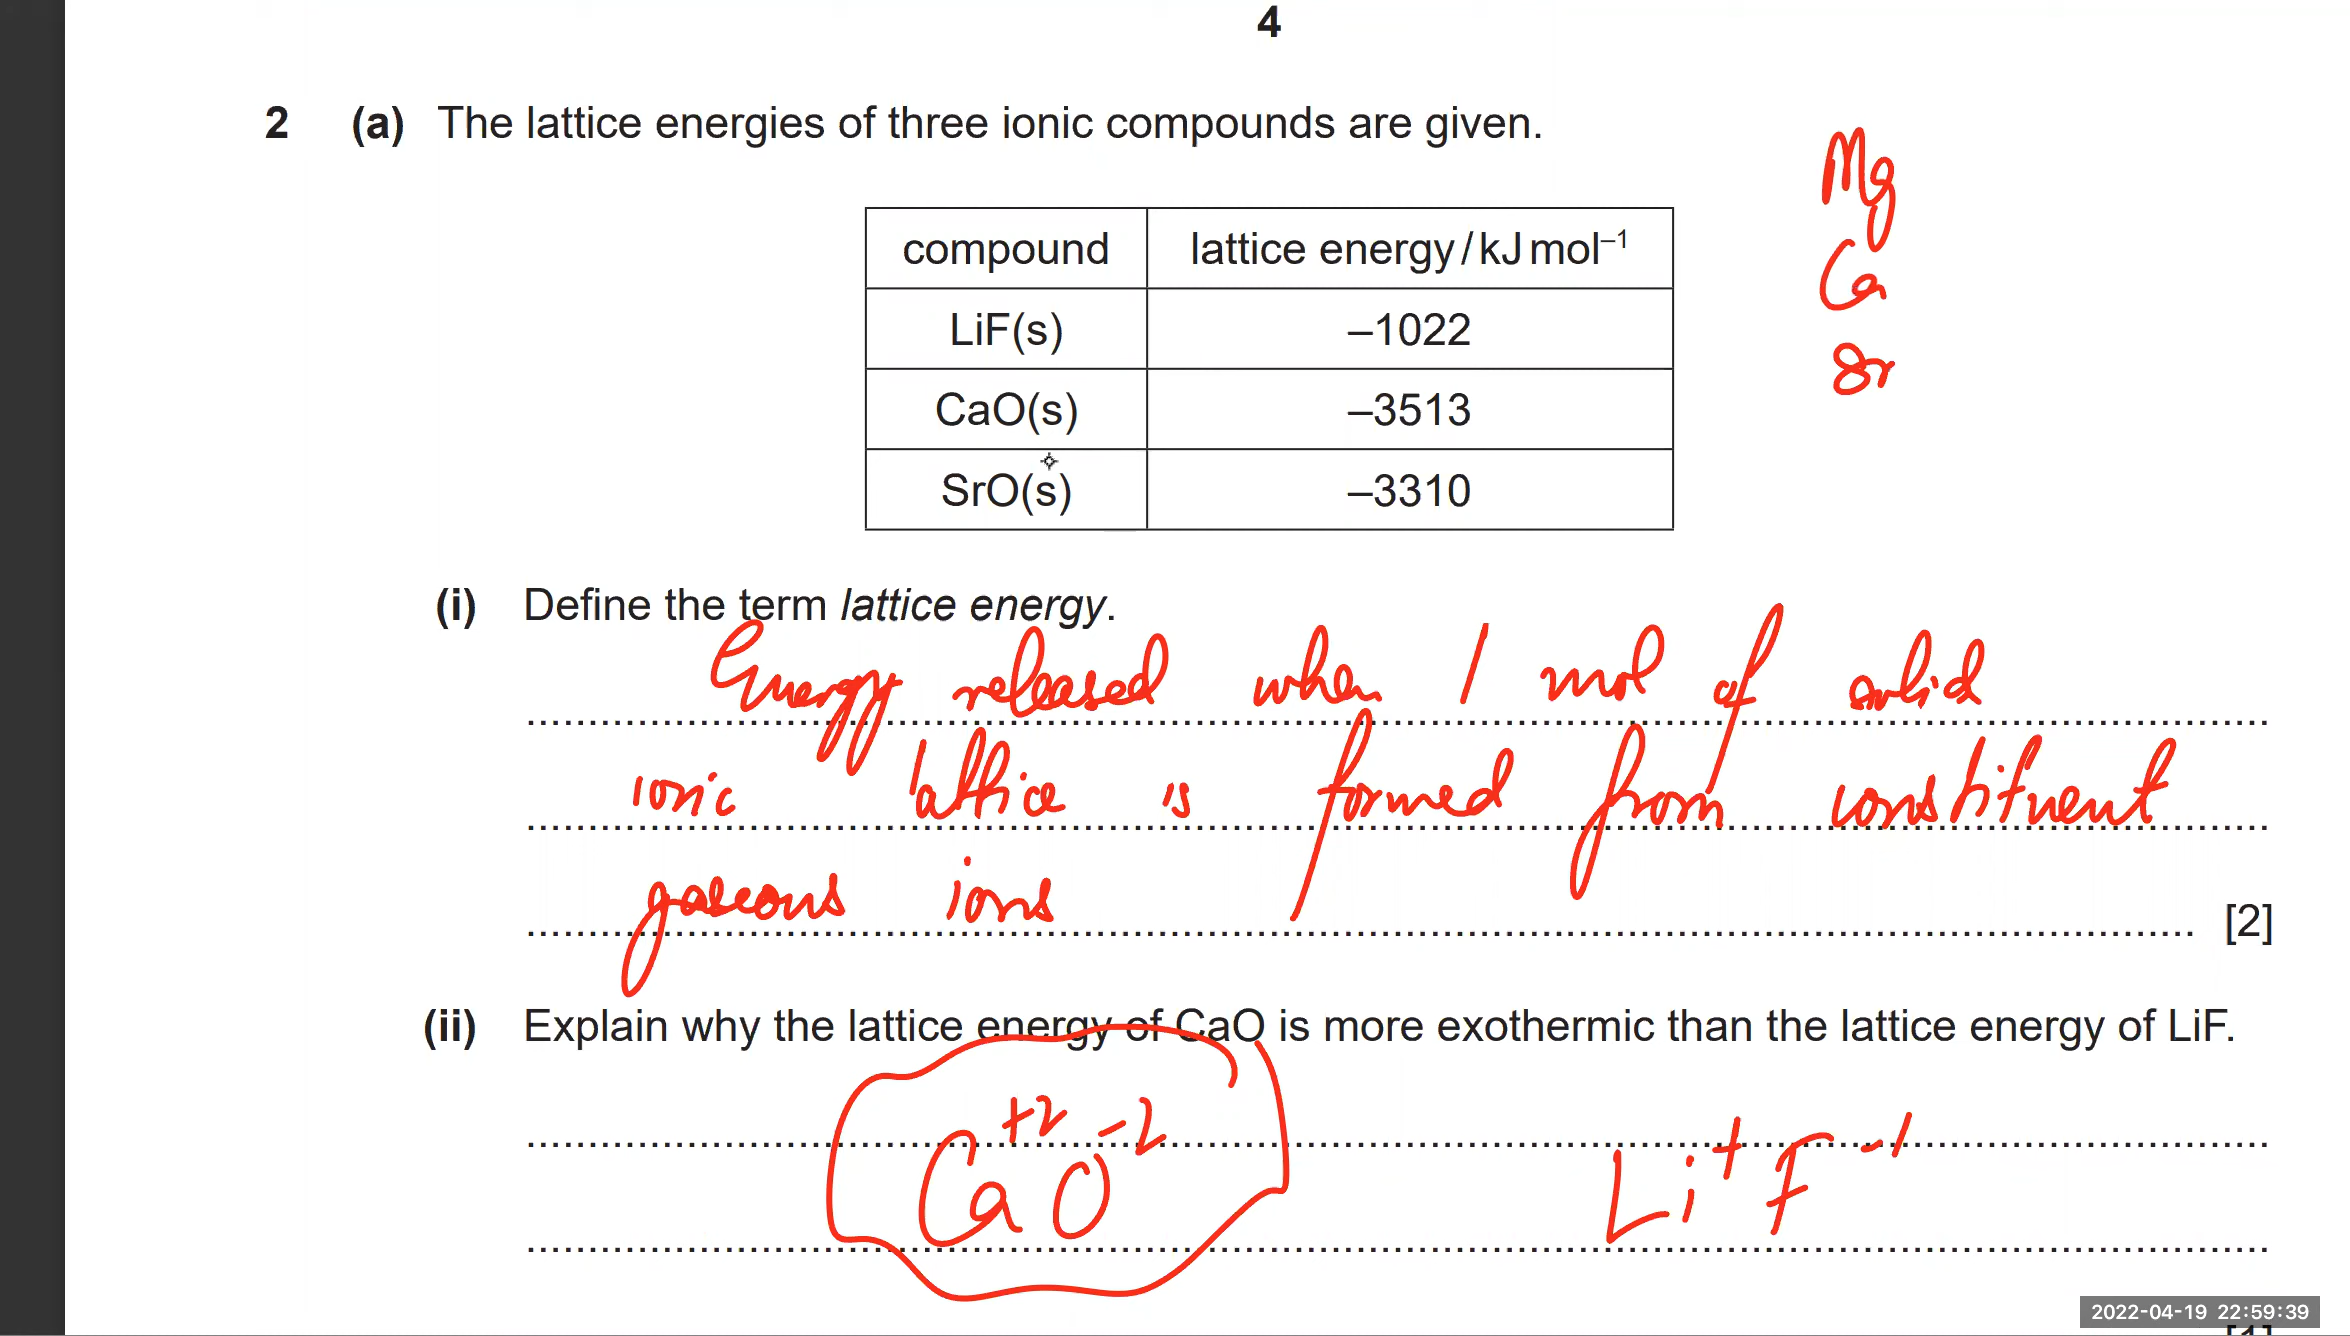 4
2 (a) The lattice energies of three ionic compounds are given.
Mg
Ca
Sr
compound lattice energy / kJ mol⁻¹
LiF(s) –1022
CaO(s) –3513
SrO(s) –3310
(i) Define the term lattice energy.
Energy released when 1 mol of solid
ionic lattice is formed from constituent
gaseous ions
[2]
(ii) Explain why the lattice energy of CaO is more exothermic than the lattice energy of LiF.
Ca⁺² O⁻² Li⁺ F⁻¹
2022-04-19 22:59:39